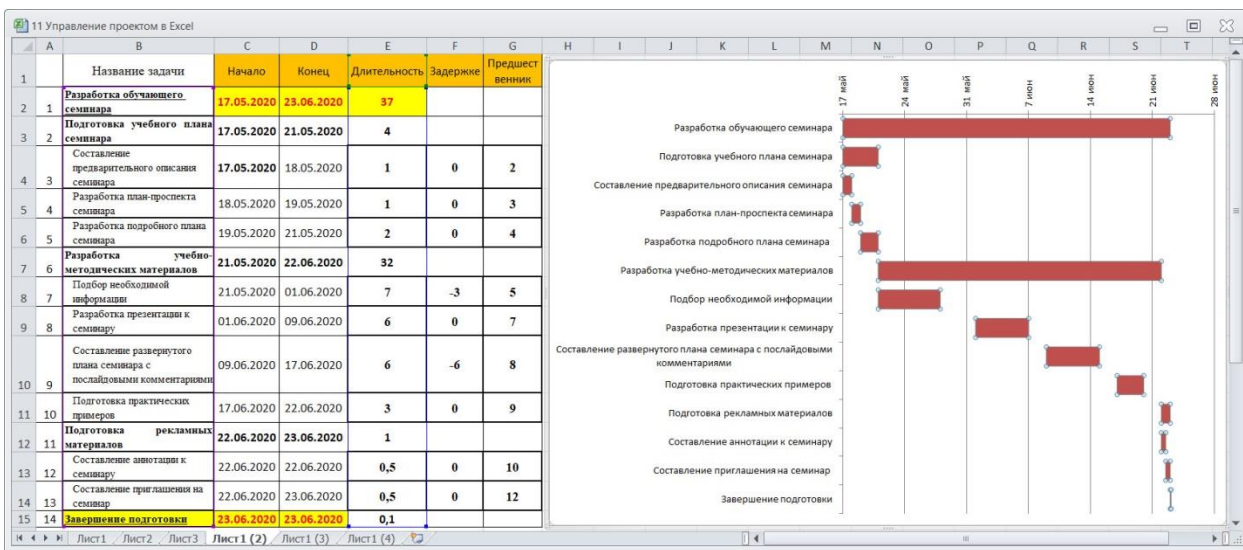 11 Управление проектом в Excel
A B C D E F G H I J K L M N O P Q R S T
1 Название задачи Начало Конец Длительность Задержке Предшест
венник
2 1 Разработка обучающего
семинара 17.05.2020 23.06.2020 37
3 2 Подготовка учебного плана
семинара 17.05.2020 21.05.2020 4
4 3 Составление
предварительного описания
семинара 17.05.2020 18.05.2020 1 0 2
5 4 Разработка план-проспекта
семинара 18.05.2020 19.05.2020 1 0 3
6 5 Разработка подробного плана
семинара 19.05.2020 21.05.2020 2 0 4
7 6 Разработка учебно-
методических материалов 21.05.2020 22.06.2020 32
8 7 Подбор необходимой
информации 21.05.2020 01.06.2020 7 -3 5
9 8 Разработка презентации к
семинару 01.06.2020 09.06.2020 6 0 7
10 9 Составление развернутого
плана семинара с
послайдовыми комментариями 09.06.2020 17.06.2020 6 -6 8
11 10 Подготовка практических
примеров 17.06.2020 22.06.2020 3 0 9
12 11 Подготовка рекламных
материалов 22.06.2020 23.06.2020 1
13 12 Составление аннотации к
семинару 22.06.2020 22.06.2020 0,5 0 10
14 13 Составление приглашения на
семинар 22.06.2020 23.06.2020 0,5 0 12
15 14 Завершение подготовки 23.06.2020 23.06.2020 0,1
17 май 24 май 31 май 7 июн 14 июн 21 июн 28 июн
Разработка обучающего семинара
Подготовка учебного плана семинара
Составление предварительного описания семинара
Разработка план-проспекта семинара
Разработка подробного плана семинара
Разработка учебно-методических материалов
Подбор необходимой информации
Разработка презентации к семинару
Составление развернутого плана семинара с послайдовыми
комментариями
Подготовка практических примеров
Подготовка рекламных материалов
Составление аннотации к семинару
Составление приглашения на семинар
Завершение подготовки
Лист1 Лист2 Лист3 Лист1 (2) Лист1 (3) Лист1 (4)